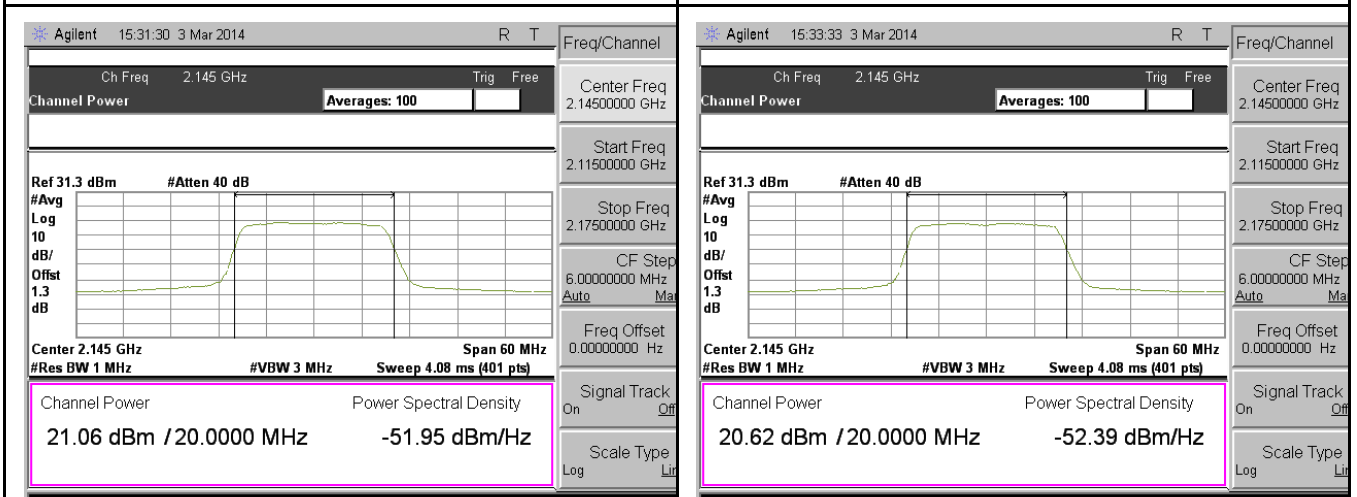 Agilent 15:31:30 3 Mar 2014 R T
Freq/Channel
Ch Freq 2.145 GHz Trig Free
Channel Power Averages: 100
Center Freq
2.14500000 GHz
Start Freq
2.11500000 GHz
Ref 31.3 dBm #Atten 40 dB
#Avg
Log
10
dB/
Offst
1.3
dB
Stop Freq
2.17500000 GHz
CF Step
6.00000000 MHz
Auto Man
Freq Offset
0.00000000 Hz
Center 2.145 GHz Span 60 MHz
#Res BW 1 MHz #VBW 3 MHz Sweep 4.08 ms (401 pts)
Channel Power Power Spectral Density
21.06 dBm / 20.0000 MHz -51.95 dBm/Hz
Signal Track
On Off
Scale Type
Log Lin
Agilent 15:33:33 3 Mar 2014 R T
Freq/Channel
Ch Freq 2.145 GHz Trig Free
Channel Power Averages: 100
Center Freq
2.14500000 GHz
Start Freq
2.11500000 GHz
Ref 31.3 dBm #Atten 40 dB
#Avg
Log
10
dB/
Offst
1.3
dB
Stop Freq
2.17500000 GHz
CF Step
6.00000000 MHz
Auto Ma
Freq Offset
0.00000000 Hz
Center 2.145 GHz Span 60 MHz
#Res BW 1 MHz #VBW 3 MHz Sweep 4.08 ms (401 pts)
Channel Power Power Spectral Density
20.62 dBm / 20.0000 MHz -52.39 dBm/Hz
Signal Track
On Off
Scale Type
Log Lin